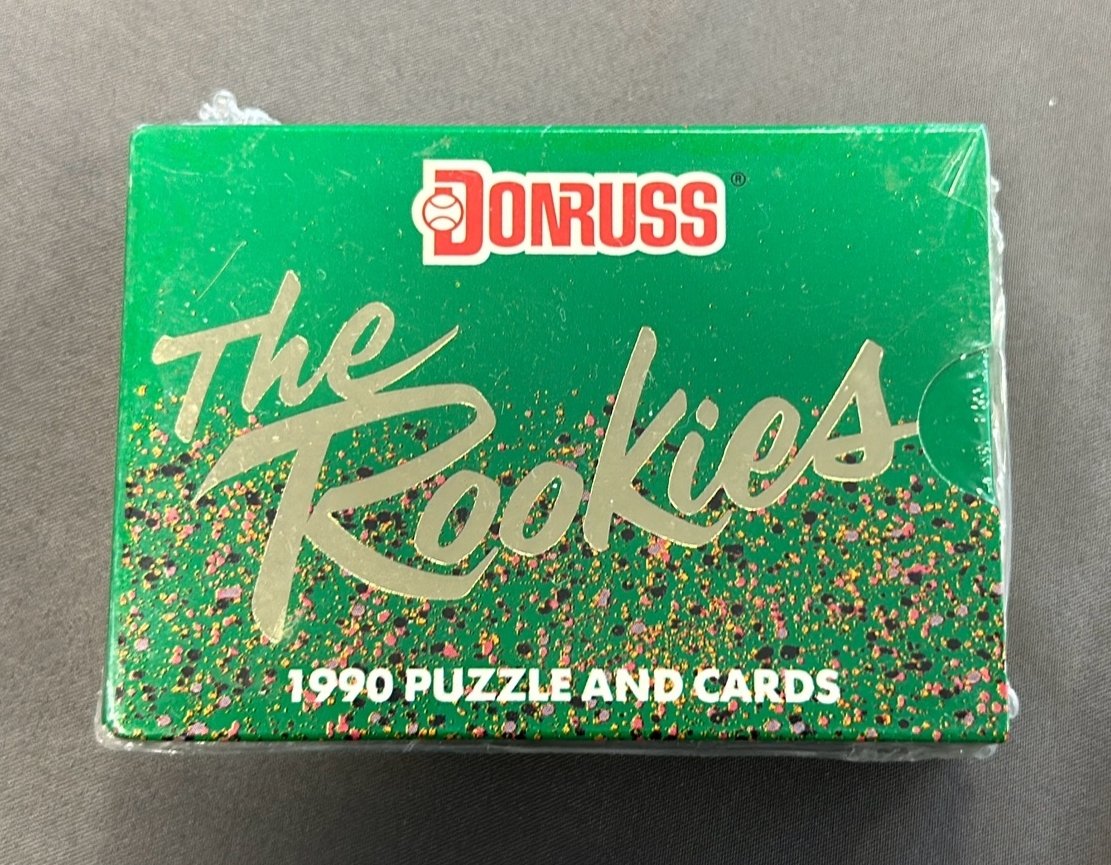 DONRUSS®
The
Rookies
1990 PUZZLE AND CARDS